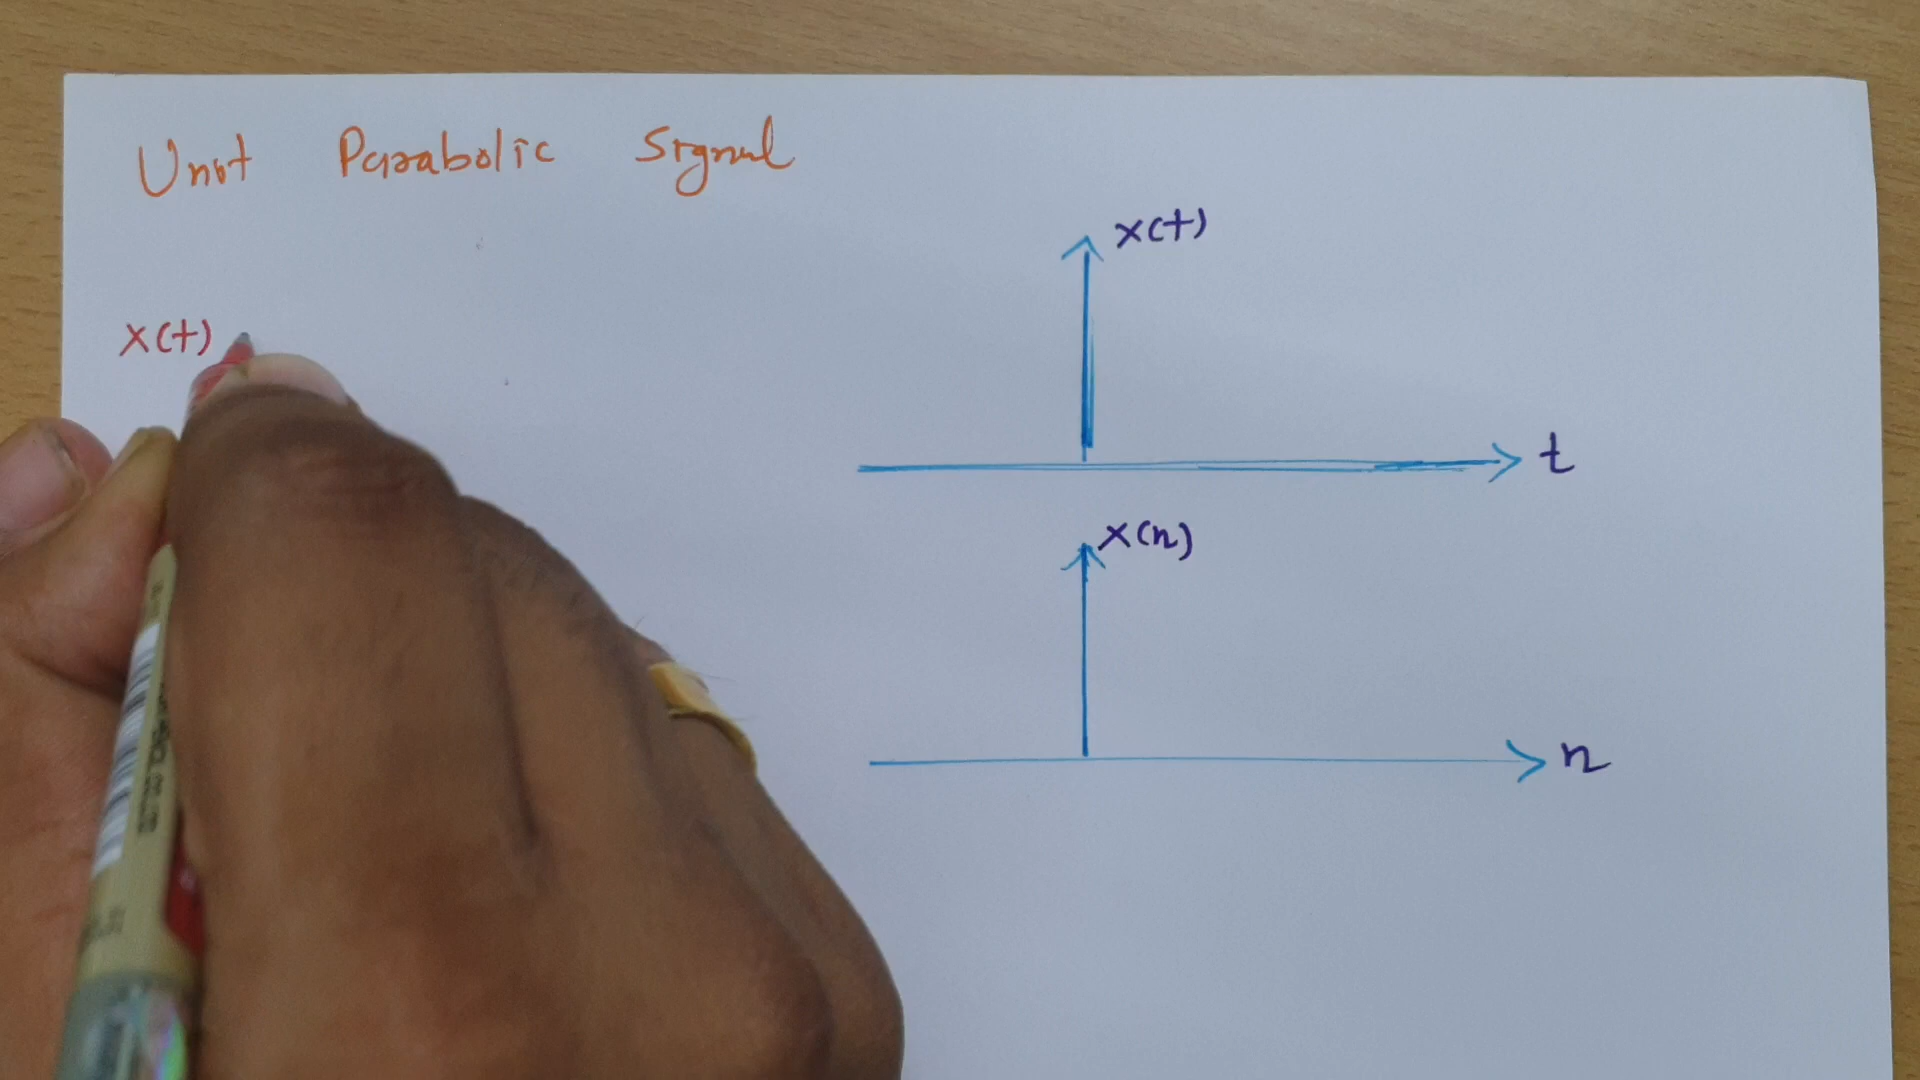 Unit Parabolic Signal
x(t)
x(t)
t
x(n)
n